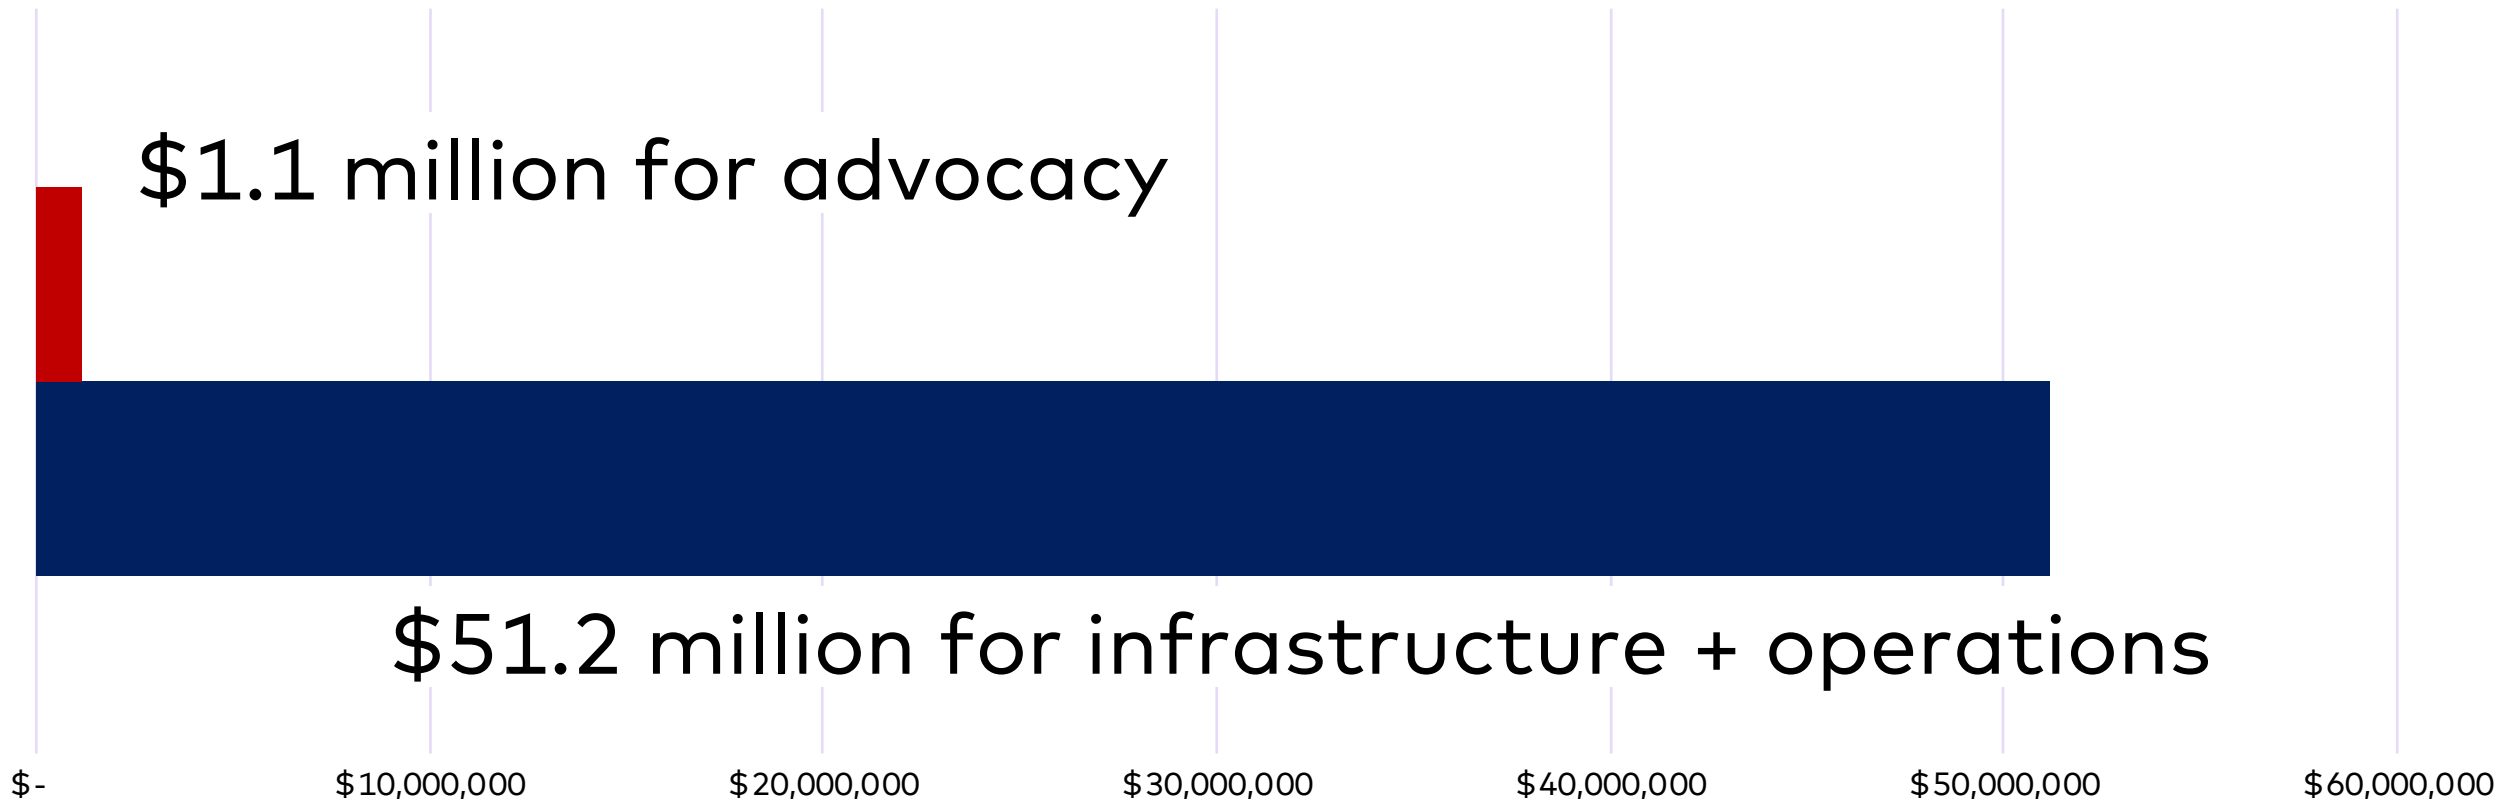 $1.1 million for advocacy
$51.2 million for infrastructure + operations
$- $10,000,000 $20,000,000 $30,000,000 $40,000,000 $50,000,000 $60,000,000